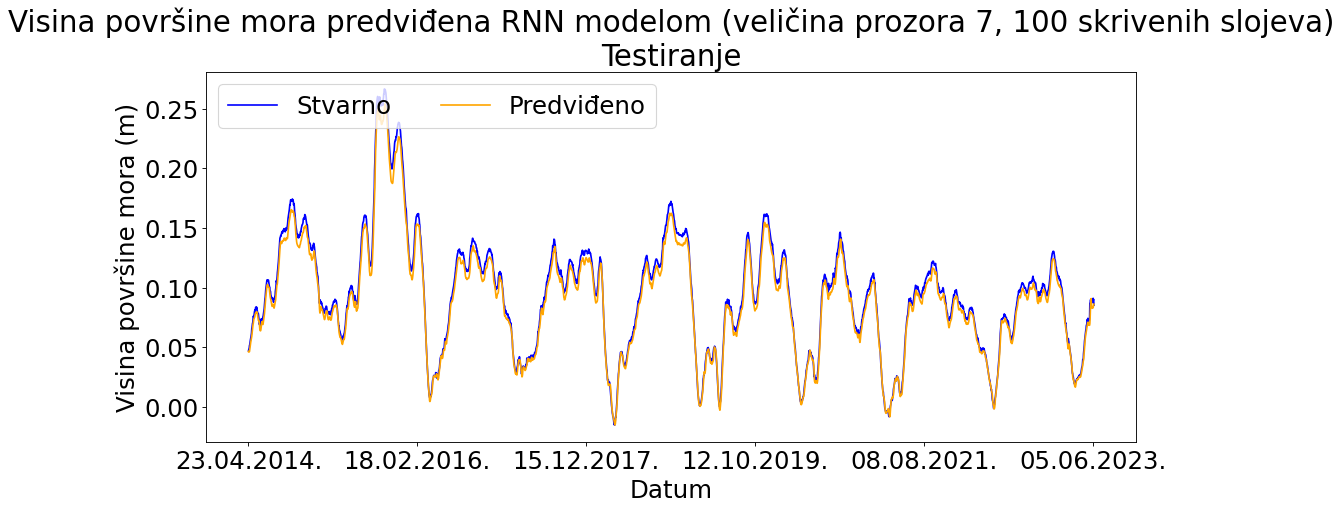 Visina površine mora predviđena RNN modelom (veličina prozora 7, 100 skrivenih slojeva)
Testiranje
Stvarno
Predviđeno
Visina površine mora (m)
0.25
0.20
0.15
0.10
0.05
0.00
23.04.2014.
18.02.2016.
15.12.2017.
12.10.2019.
08.08.2021.
05.06.2023.
Datum